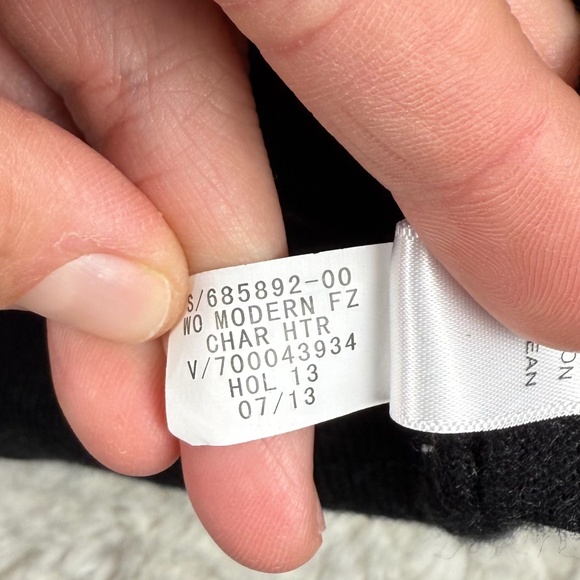 S/685892-00
WO MODERN FZ
CHAR HTR
V/700043934
HOL 13
07/13